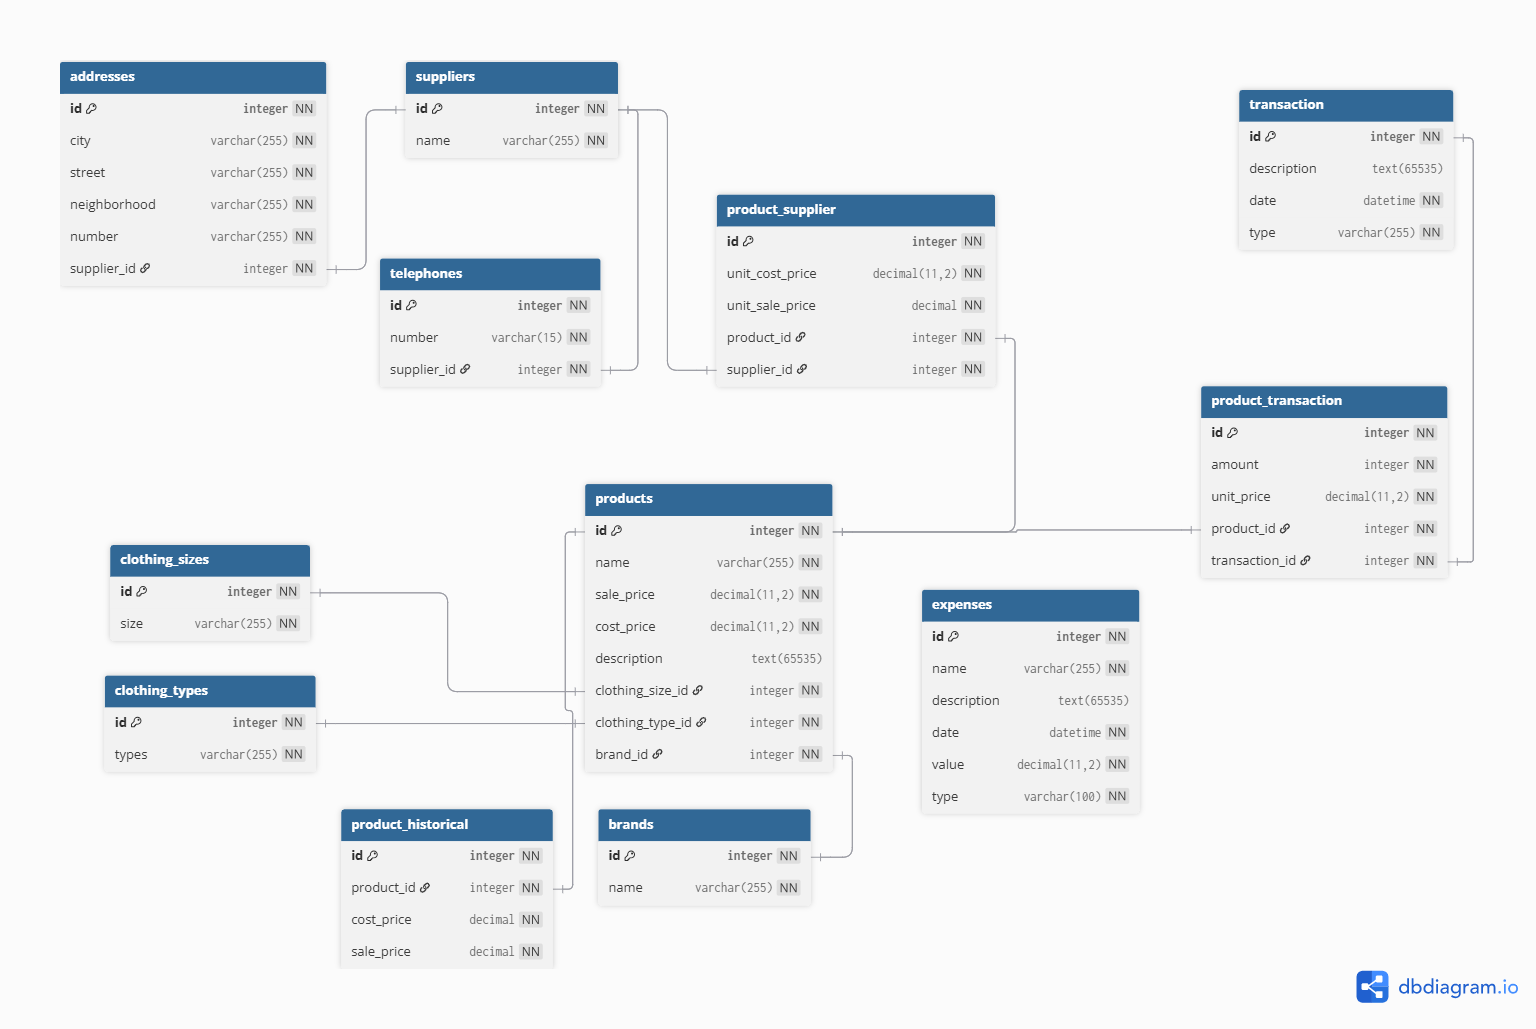 addresses
id integer NN
city varchar(255) NN
street varchar(255) NN
neighborhood varchar(255) NN
number varchar(255) NN
supplier_id integer NN
suppliers
id integer NN
name varchar(255) NN
telephones
id integer NN
number varchar(15) NN
supplier_id integer NN
product_supplier
id integer NN
unit_cost_price decimal(11,2) NN
unit_sale_price decimal NN
product_id integer NN
supplier_id integer NN
transaction
id integer NN
description text(65535)
date datetime NN
type varchar(255) NN
product_transaction
id integer NN
amount integer NN
unit_price decimal(11,2) NN
product_id integer NN
transaction_id integer NN
products
id integer NN
name varchar(255) NN
sale_price decimal(11,2) NN
cost_price decimal(11,2) NN
description text(65535)
clothing_size_id integer NN
clothing_type_id integer NN
brand_id integer NN
clothing_sizes
id integer NN
size varchar(255) NN
clothing_types
id integer NN
types varchar(255) NN
expenses
id integer NN
name varchar(255) NN
description text(65535)
date datetime NN
value decimal(11,2) NN
type varchar(100) NN
product_historical
id integer NN
product_id integer NN
cost_price decimal NN
sale_price decimal NN
brands
id integer NN
name varchar(255) NN
dbdiagram.io